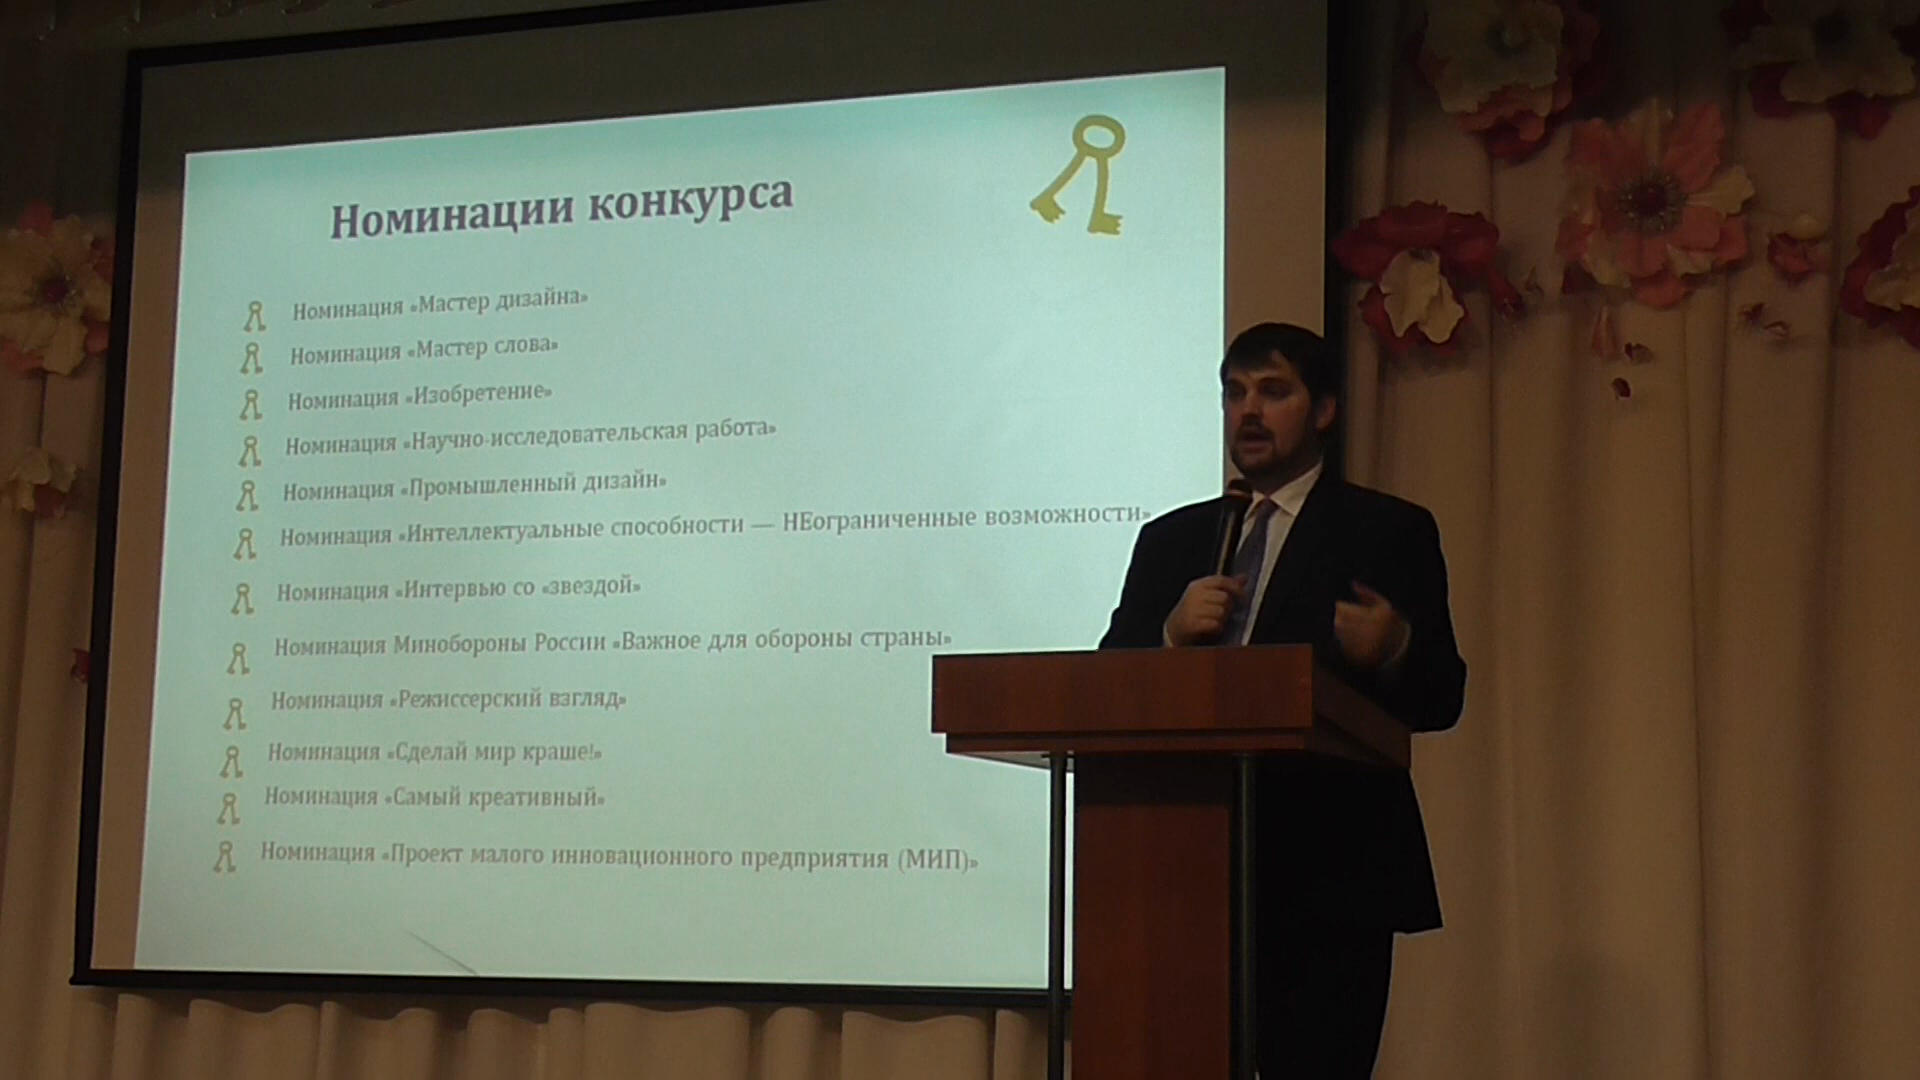 Номинации конкурса
Номинация «Мастер дизайна»
Номинация «Мастер слова»
Номинация «Изобретение»
Номинация «Научно-исследовательская работа»
Номинация «Промышленный дизайн»
Номинация «Интеллектуальные способности — НЕограниченные возможности»
Номинация «Интервью со «звездой»
Номинация Минобороны России «Важное для обороны страны»
Номинация «Режиссерский взгляд»
Номинация «Сделай мир краше!»
Номинация «Самый креативный»
Номинация «Проект малого инновационного предприятия (МИП)»